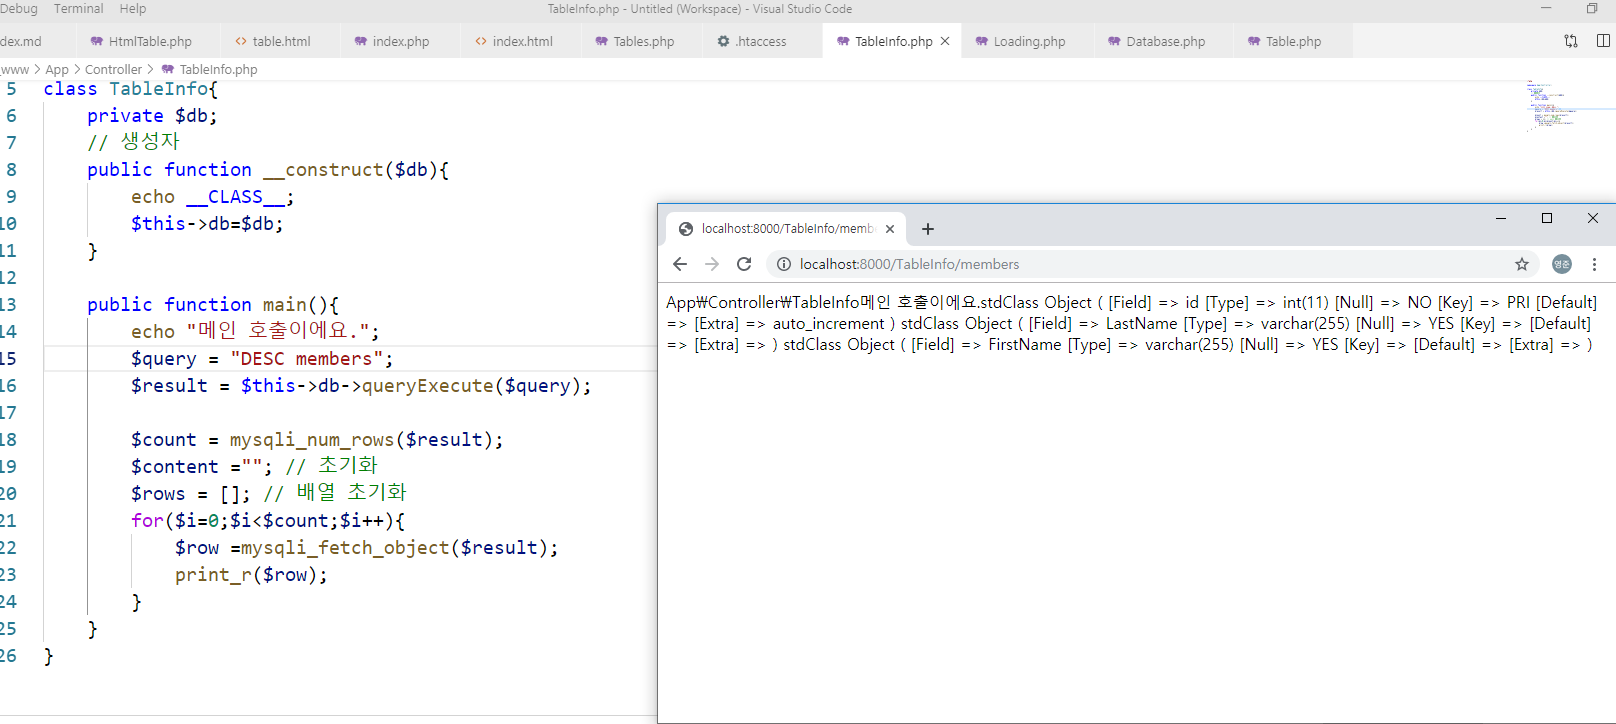 Debug Terminal Help TableInfo.php - Untitled (Workspace) - Visual Studio Code
dex.md HtmlTable.php table.html index.php index.html Tables.php .htaccess TableInfo.php Loading.php Database.php Table.php
_www > App > Controller > TableInfo.php
5 class TableInfo{
6 private $db;
7 // 생성자
8 public function __construct($db){
9 echo __CLASS__;
10 $this->db=$db;
11 }
12
13 public function main(){
14 echo "메인 호출이에요.";
15 $query = "DESC members";
16 $result = $this->db->queryExecute($query);
17
18 $count = mysqli_num_rows($result);
19 $content =""; // 초기화
20 $rows = []; // 배열 초기화
21 for($i=0;$i<$count;$i++){
22 $row =mysqli_fetch_object($result);
23 print_r($row);
24 }
25 }
26 }
localhost:8000/TableInfo/memb
localhost:8000/TableInfo/members
영준
App₩Controller₩TableInfo메인 호출이에요.stdClass Object ( [Field] => id [Type] => int(11) [Null] => NO [Key] => PRI [Default]
=> [Extra] => auto_increment ) stdClass Object ( [Field] => LastName [Type] => varchar(255) [Null] => YES [Key] => [Default]
=> [Extra] => ) stdClass Object ( [Field] => FirstName [Type] => varchar(255) [Null] => YES [Key] => [Default] => [Extra] => )